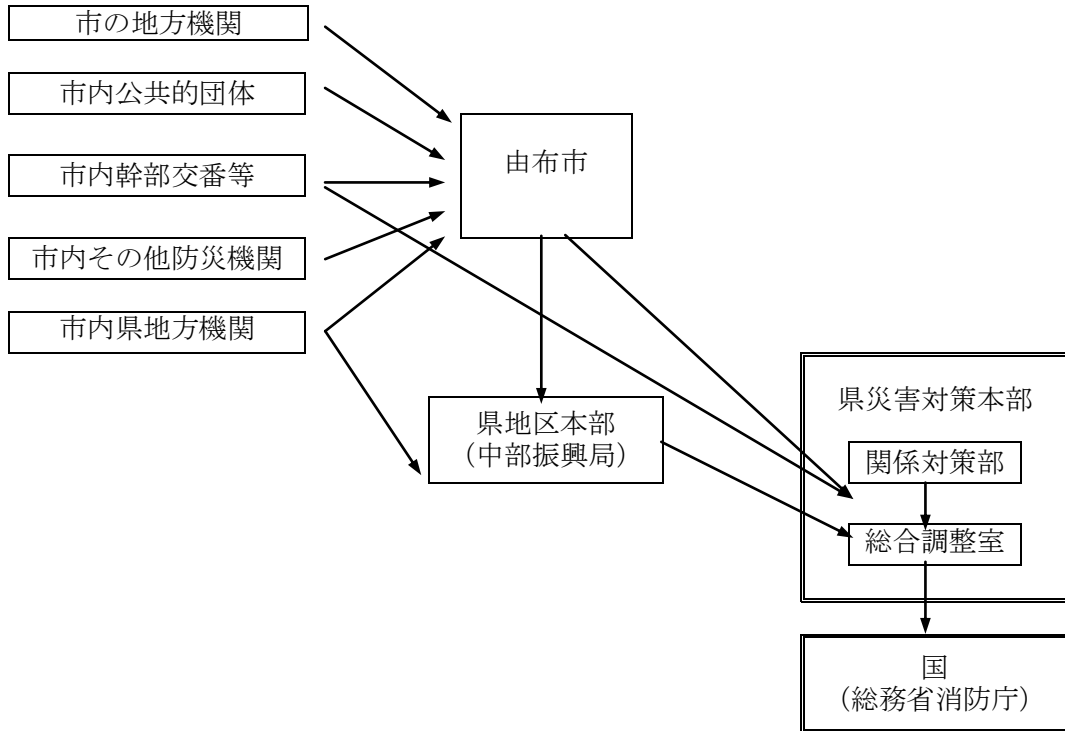 市の地方機関
市内公共的団体
市内幹部交番等
市内その他防災機関
市内県地方機関
由布市
県地区本部
（中部振興局）
県災害対策本部
関係対策部
総合調整室
国
（総務省消防庁）